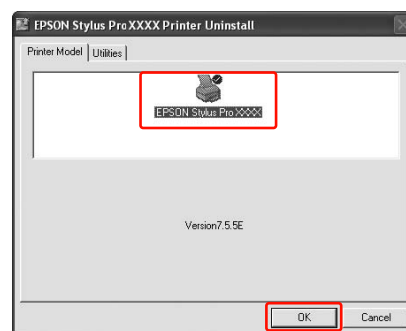 EPSON Stylus Pro XXXX Printer Uninstall
Printer Model Utilities
EPSON Stylus Pro XXXX
Version7.5.5E
OK Cancel